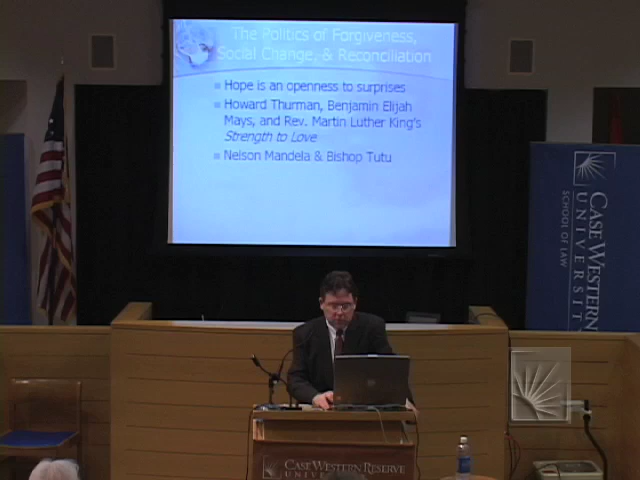 The Politics of Forgiveness,
Social Change, & Reconciliation
Hope is an openness to surprises
Howard Thurman, Benjamin Elijah
Mays, and Rev. Martin Luther King's
Strength to Love
Nelson Mandela & Bishop Tutu
CASE WESTERN
UNIVERSIT
SCHOOL OF LAW
CASE WESTERN RESERVE
UNIVERSITY